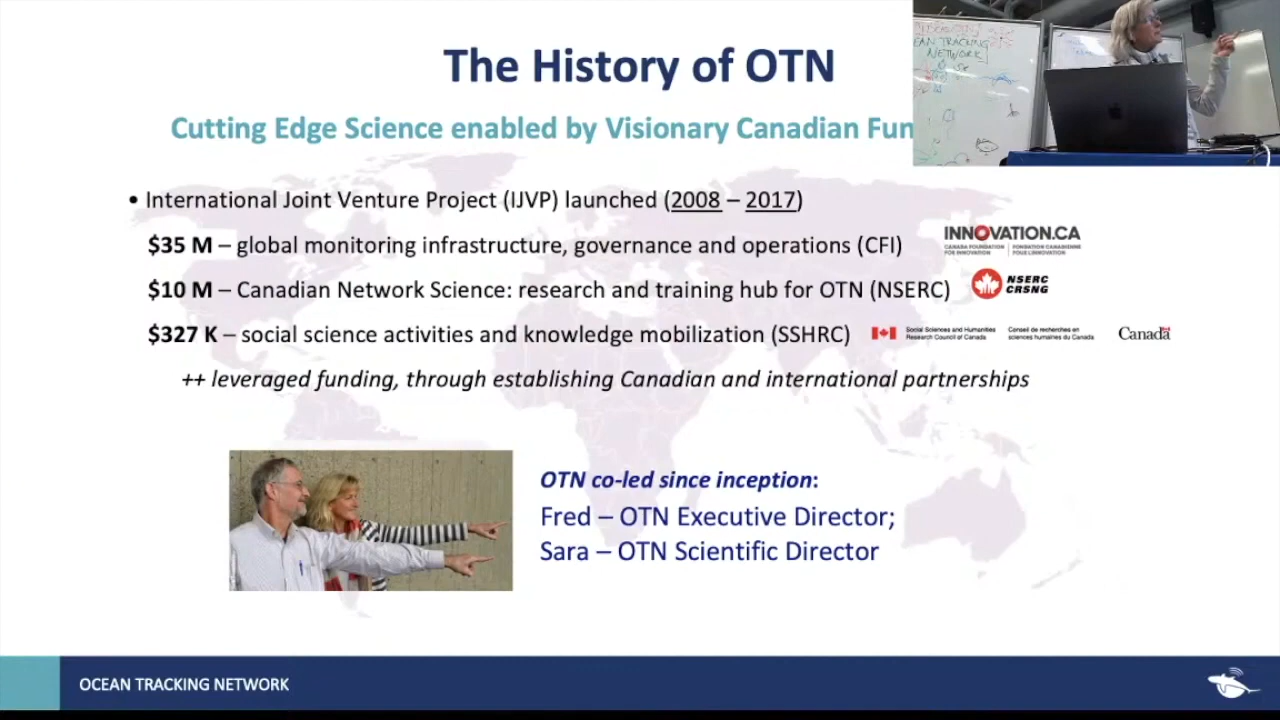 The History of OTN
Cutting Edge Science enabled by Visionary Canadian Fun
EAN TRACKING
NETWORK
• International Joint Venture Project (IJVP) launched (2008 – 2017)
$35 M – global monitoring infrastructure, governance and operations (CFI)
INNOVATION.CA
CANADA FOUNDATION FOR INNOVATION | FONDATION CANADIENNE POUR L'INNOVATION
$10 M – Canadian Network Science: research and training hub for OTN (NSERC)
NSERC
CRSNG
$327 K – social science activities and knowledge mobilization (SSHRC)
Social Sciences and Humanities Research Council of Canada
Conseil de recherches en sciences humaines du Canada
Canada
++ leveraged funding, through establishing Canadian and international partnerships
OTN co-led since inception:
Fred – OTN Executive Director;
Sara – OTN Scientific Director
OCEAN TRACKING NETWORK